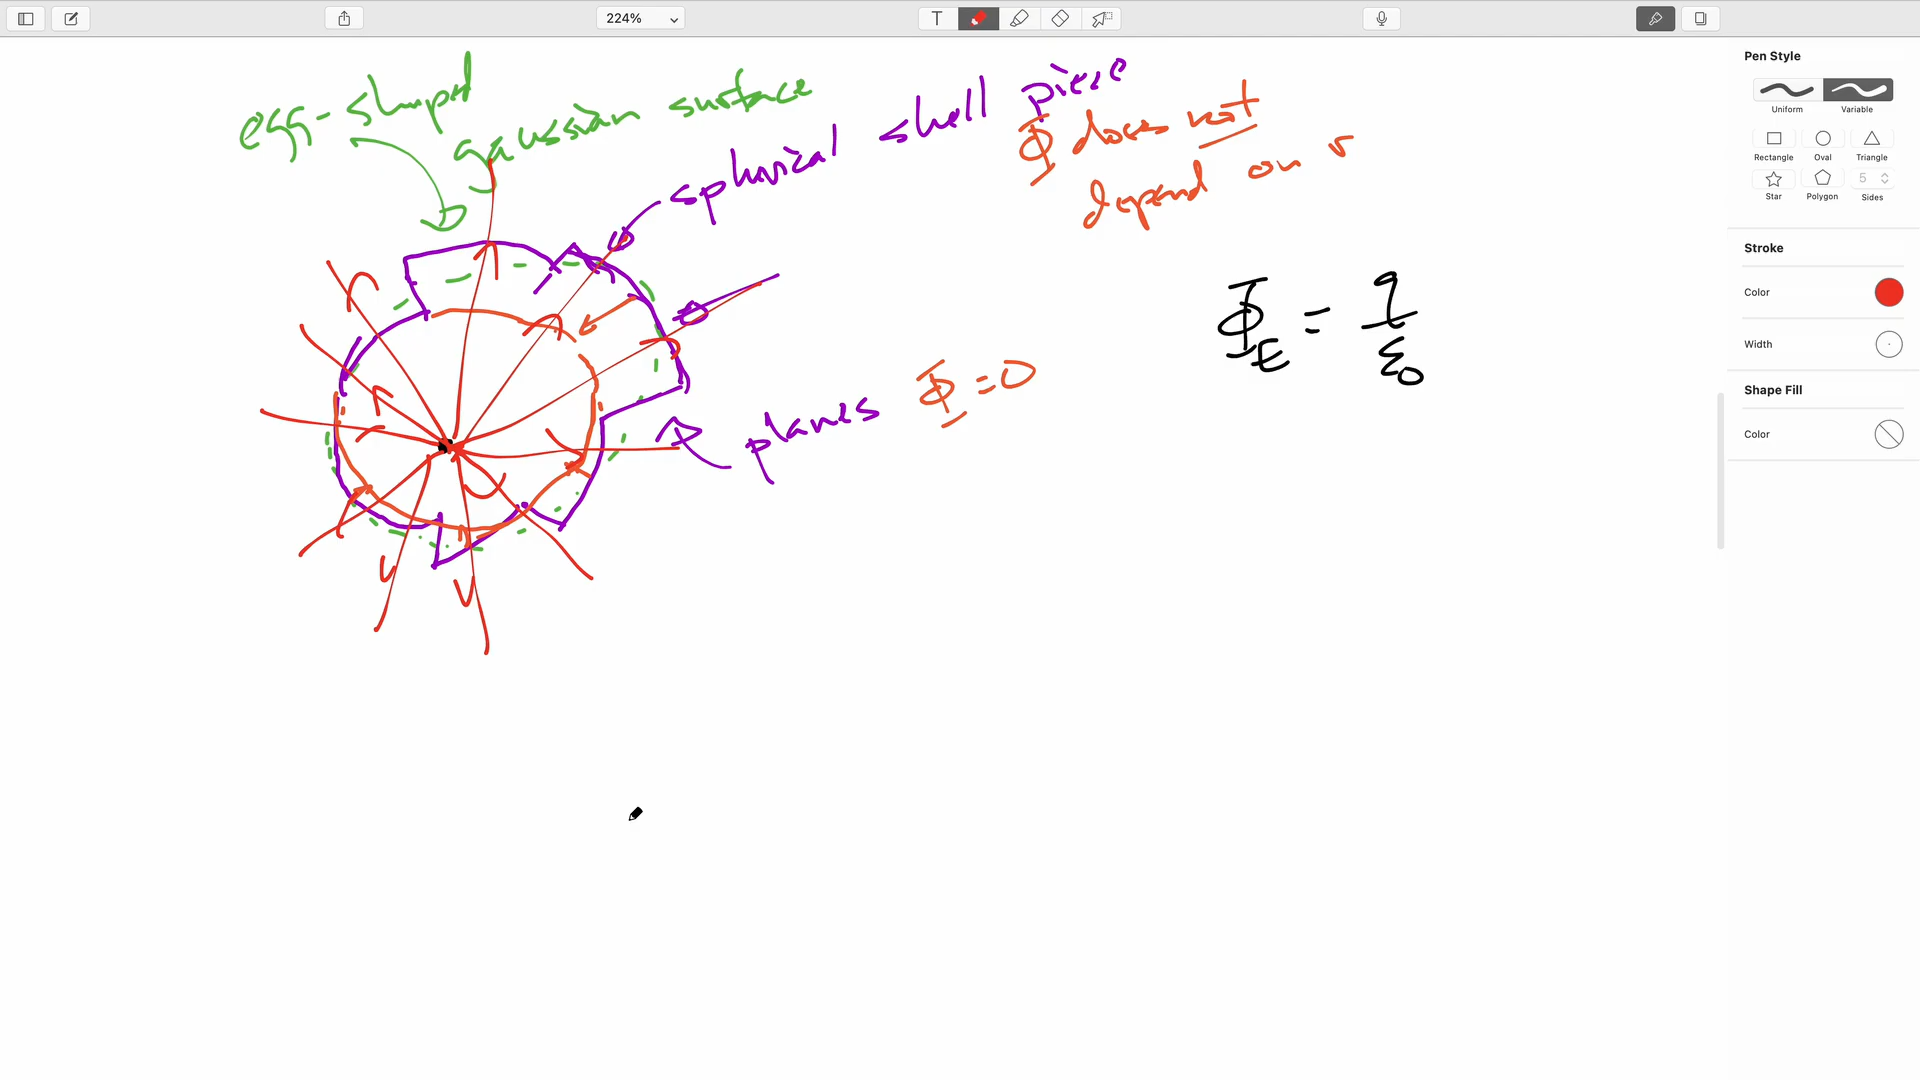 224%
T
Pen Style
Uniform
Variable
Rectangle
Oval
Triangle
5
Star
Polygon
Sides
Stroke
Color
Width
Shape Fill
Color
egg-shaped
gaussian surface
spherical shell piece
Φ does not
depend on r
Φ_E = q/ε₀
planes Φ=0